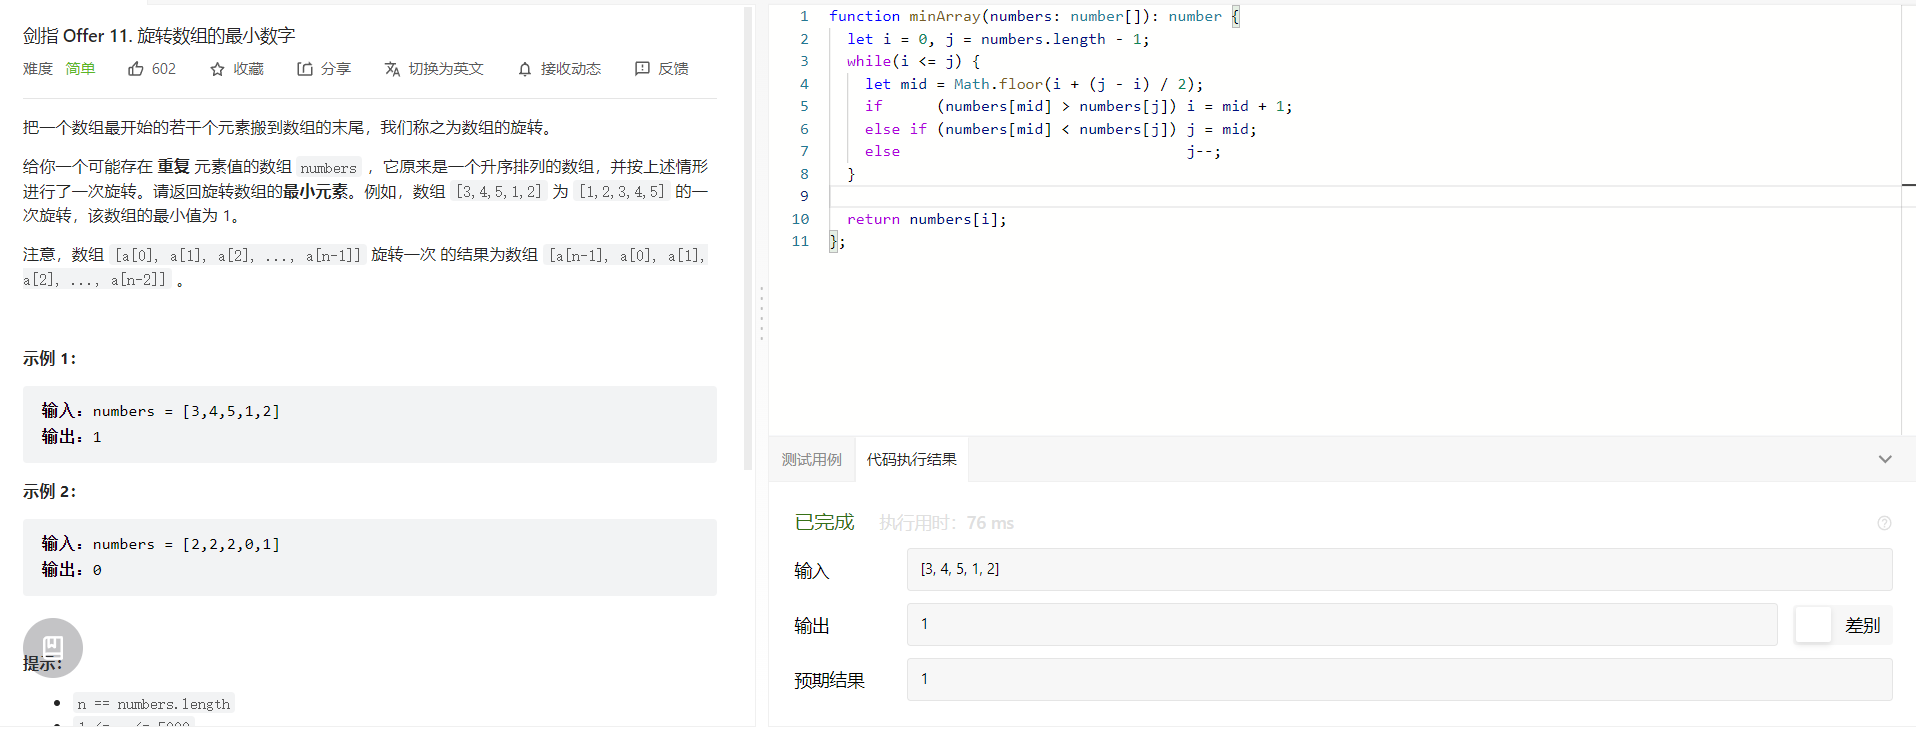 剑指 Offer 11. 旋转数组的最小数字
难度 简单 602 收藏 分享 切换为英文 接收动态 反馈
把一个数组最开始的若干个元素搬到数组的末尾，我们称之为数组的旋转。
给你一个可能存在 重复 元素值的数组 numbers ，它原来是一个升序排列的数组，并按上述情形
进行了一次旋转。请返回旋转数组的最小元素。例如，数组 [3,4,5,1,2] 为 [1,2,3,4,5] 的一
次旋转，该数组的最小值为 1。
注意，数组 [a[0], a[1], a[2], ..., a[n-1]] 旋转一次 的结果为数组 [a[n-1], a[0], a[1],
a[2], ..., a[n-2]] 。
示例 1：
输入：numbers = [3,4,5,1,2]
输出：1
示例 2：
输入：numbers = [2,2,2,0,1]
输出：0
提示：
n == numbers.length
1 function minArray(numbers: number[]): number {
2 let i = 0, j = numbers.length - 1;
3 while(i <= j) {
4 let mid = Math.floor(i + (j - i) / 2);
5 if (numbers[mid] > numbers[j]) i = mid + 1;
6 else if (numbers[mid] < numbers[j]) j = mid;
7 else j--;
8 }
9
10 return numbers[i];
11 };
测试用例 代码执行结果
已完成 执行用时：76 ms
输入 [3, 4, 5, 1, 2]
输出 1 差别
预期结果 1